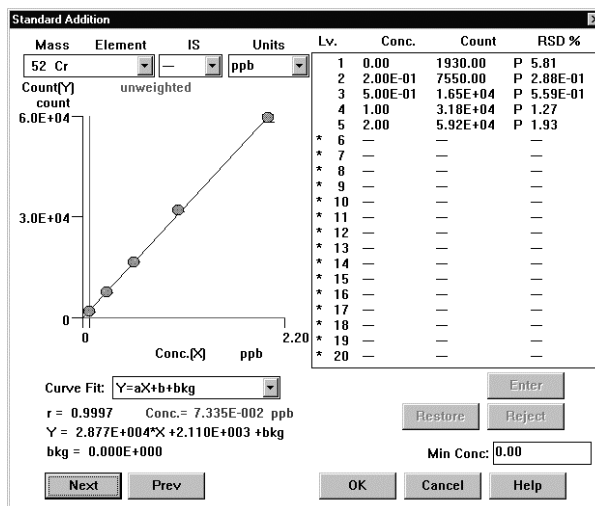 Standard Addition
Mass Element IS Units
52 Cr — ppb
Count(Y) unweighted
count
6.0E+04
3.0E+04
0
0 2.20
Conc.(X) ppb
Curve Fit: Y=aX+b+bkg
r = 0.9997 Conc.= 7.335E-002 ppb
Y = 2.877E+004*X +2.110E+003 +bkg
bkg = 0.000E+000
Next Prev
Lv. Conc. Count RSD %
1 0.00 1930.00 P 5.81
2 2.00E-01 7550.00 P 2.88E-01
3 5.00E-01 1.65E+04 P 5.59E-01
4 1.00 3.18E+04 P 1.27
5 2.00 5.92E+04 P 1.93
* 6 — — —
* 7 — — —
* 8 — — —
* 9 — — —
* 10 — — —
* 11 — — —
* 12 — — —
* 13 — — —
* 14 — — —
* 15 — — —
* 16 — — —
* 17 — — —
* 18 — — —
* 19 — — —
* 20 — — —
Enter
Restore Reject
Min Conc: 0.00
OK Cancel Help